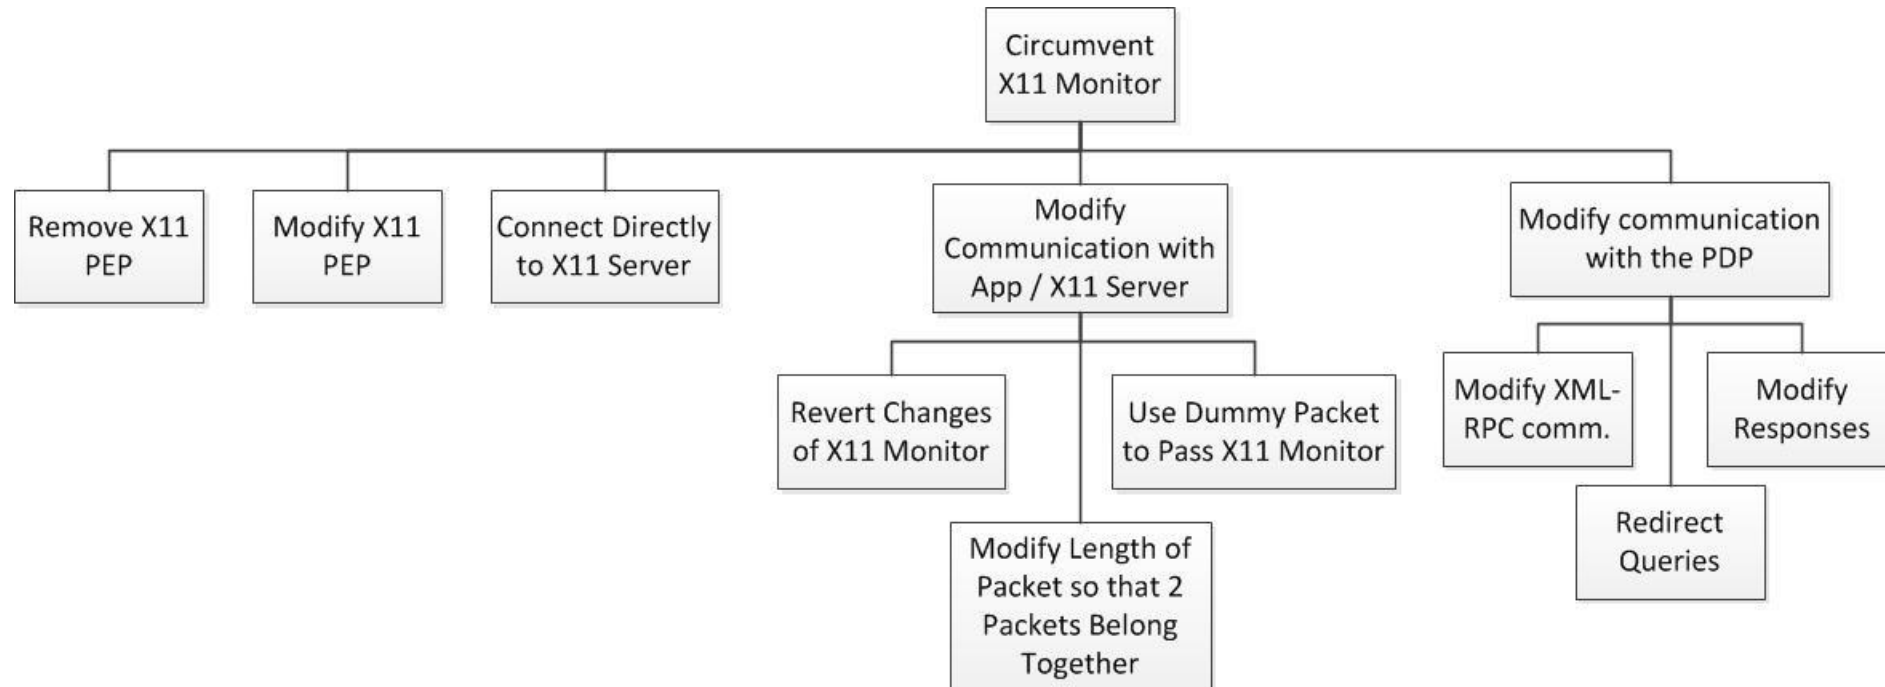 Circumvent
X11 Monitor
Remove X11
PEP
Modify X11
PEP
Connect Directly
to X11 Server
Modify
Communication with
App / X11 Server
Modify communication
with the PDP
Revert Changes
of X11 Monitor
Use Dummy Packet
to Pass X11 Monitor
Modify Length of
Packet so that 2
Packets Belong
Together
Modify XML-
RPC comm.
Modify
Responses
Redirect
Queries